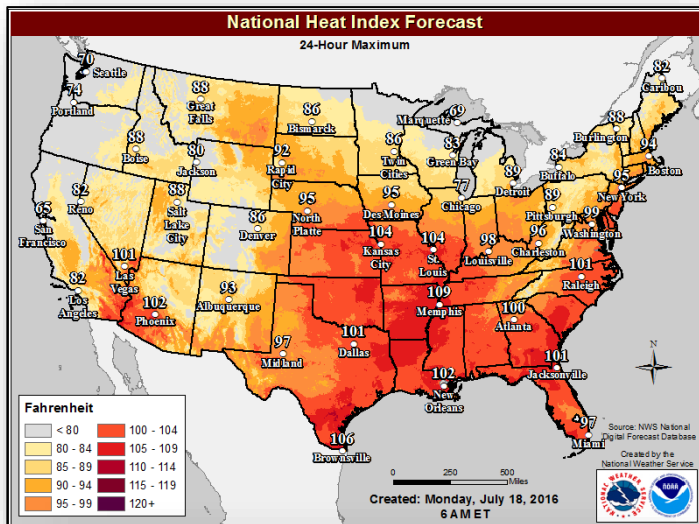 National Heat Index Forecast
24-Hour Maximum
70
Seattle
74
Portland
88
Great
Falls
86
Bismarck
69
Marquette
82
Caribou
88
Burlington
88
Boise
80
Jackson
92
Rapid
City
86
Twin
Cities
83
Green Bay
89
Detroit
84
Buffalo
94
Boston
65
San
Francisco
82
Reno
88
Salt
Lake
City
86
Denver
95
North
Platte
95
Des Moines
77
Chicago
89
Pittsburgh
95
New York
99
Washington
101
Las
Vegas
104
Kansas
City
104
St.
Louis
98
Louisville
96
Charleston
101
Raleigh
82
Los
Angeles
102
Phoenix
93
Albuquerque
109
Memphis
100
Atlanta
97
Midland
101
Dallas
102
New
Orleans
101
Jacksonville
106
Brownsville
97
Miami
N
Fahrenheit
< 80
80 - 84
85 - 89
90 - 94
95 - 99
100 - 104
105 - 109
110 - 114
115 - 119
120+
0 250 500
Miles
Created: Monday, July 18, 2016
6 AM ET
Source: NWS National
Digital Forecast Database
Created by the
National Weather Service
NATIONAL WEATHER SERVICE
NOAA